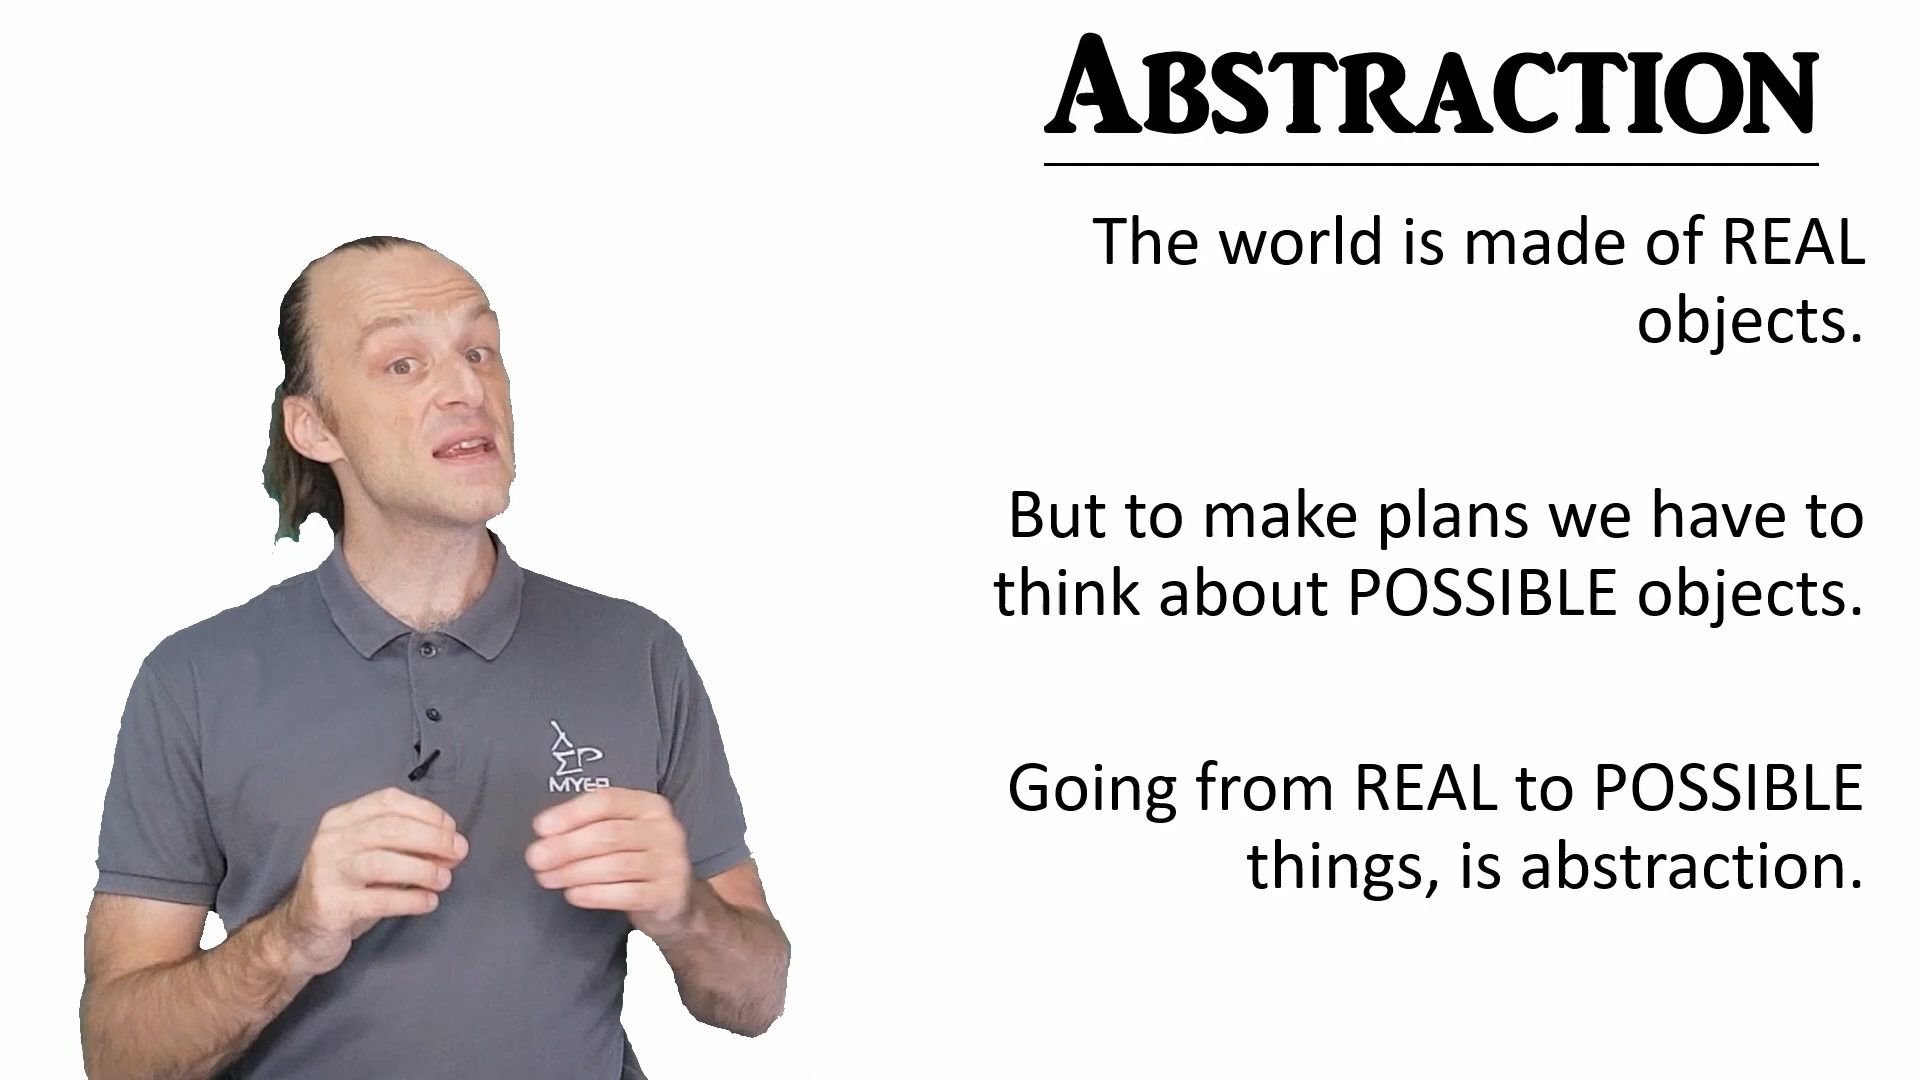 ABSTRACTION
The world is made of REAL
objects.
But to make plans we have to
think about POSSIBLE objects.
Going from REAL to POSSIBLE
things, is abstraction.